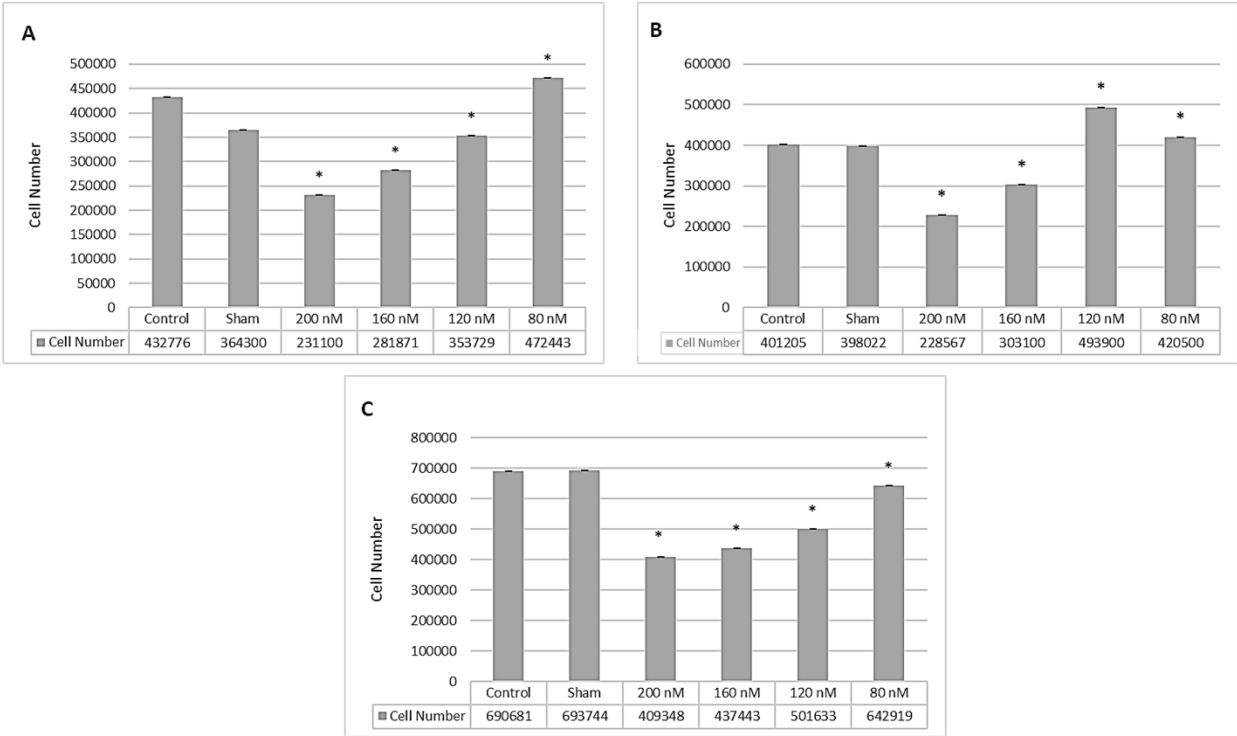 A
500000
450000
400000
350000
300000
250000
200000
150000
100000
50000
0
Cell Number
* * * *
Control Sham 200 nM 160 nM 120 nM 80 nM
Cell Number 432776 364300 231100 281871 353729 472443
B
600000
500000
400000
300000
200000
100000
0
Cell Number
* * * *
Control Sham 200 nM 160 nM 120 nM 80 nM
Cell Number 401205 398022 228567 303100 493900 420500
C
800000
700000
600000
500000
400000
300000
200000
100000
0
Cell Number
* * * *
Control Sham 200 nM 160 nM 120 nM 80 nM
Cell Number 690681 693744 409348 437443 501633 642919